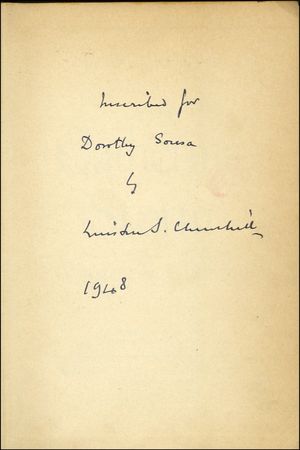 Inscribed for
Dorothy Sousa
by
Winston S. Churchill
1948